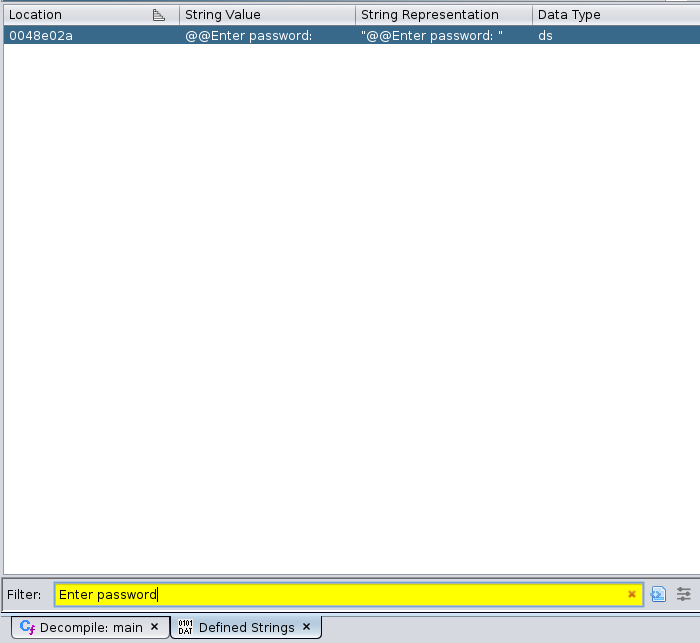 Location String Value String Representation Data Type
0048e02a @@Enter password: "@@Enter password: " ds
Filter: Enter password
Cf Decompile: main × 0101 DAT Defined Strings ×